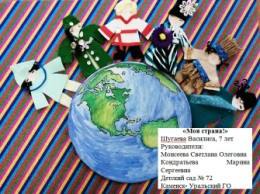 «Моя страна!»
Шугаева Василиса, 7 лет
Руководители:
Моисеева Светлана Олеговна
Кондратьева Марина
Сергеевна
Детский сад № 72
Каменск- Уральский ГО